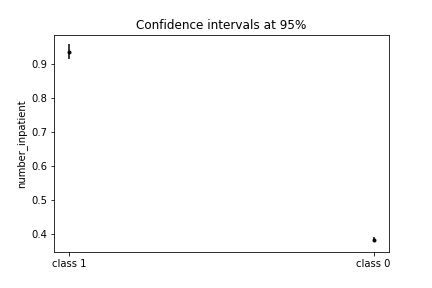 Confidence intervals at 95%
number_inpatient
0.9
0.8
0.7
0.6
0.5
0.4
class 1
class 0